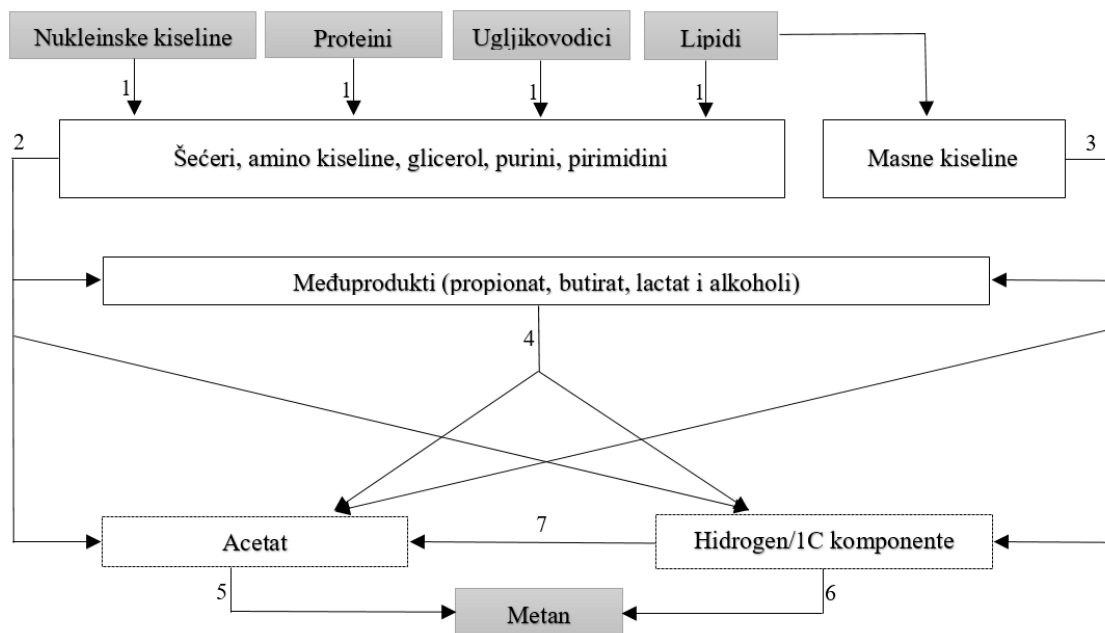 Nukleinske kiseline
Proteini
Ugljikovodici
Lipidi
1
1
1
1
2
Šećeri, amino kiseline, glicerol, purini, pirimidini
Masne kiseline
3
Međuprodukti (propionat, butirat, lactat i alkoholi)
4
Acetat
7
Hidrogen/1C komponente
5
Metan
6